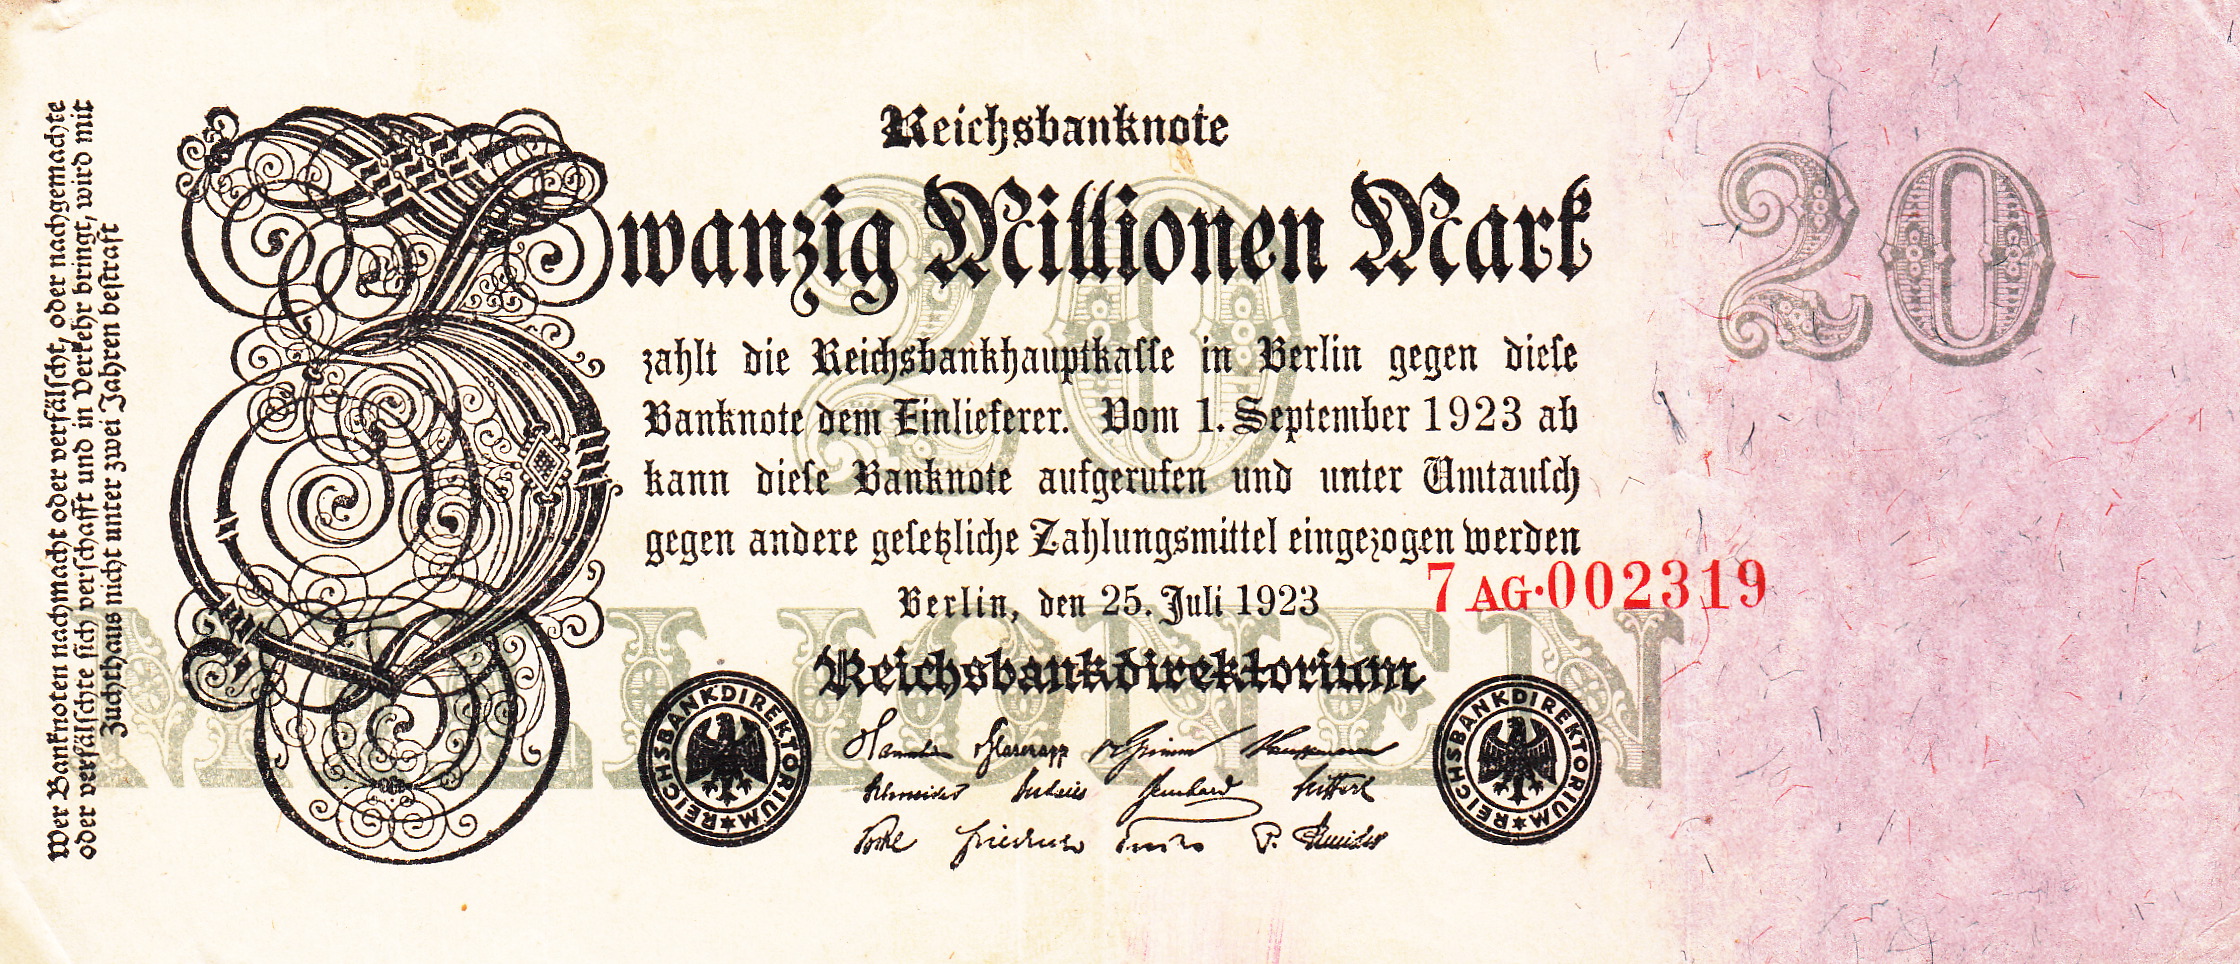 Wer Banknoten nachmacht oder verfälscht, oder nachgemachte
oder verfälschte sich verschafft und in Verkehr bringt, wird mit
Zuchthaus nicht unter zwei Jahren bestraft
Reichsbanknote
Zwanzig Millionen Mark
20
20
zahlt die Reichsbankhauptkasse in Berlin gegen diese
Banknote dem Einlieferer. Vom 1. September 1923 ab
kann diese Banknote aufgerufen und unter Umtausch
gegen andere gesetzliche Zahlungsmittel eingezogen werden
7 AG·002319
Berlin, den 25. Juli 1923
MILLIONEN
Reichsbankdirektorium
REICHSBANKDIREKTORIUM
REICHSBANKDIREKTORIUM